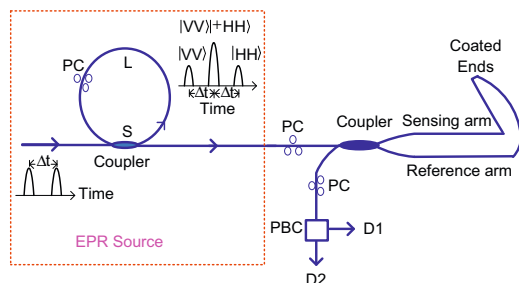 |VV⟩|+HH⟩
PC
L
|VV⟩
|HH⟩
Δt
Δt
Time
S
Coupler
Δt
Time
EPR Source
PC
Coupler
Coated
Ends
Sensing arm
Reference arm
PC
PBC
D1
D2